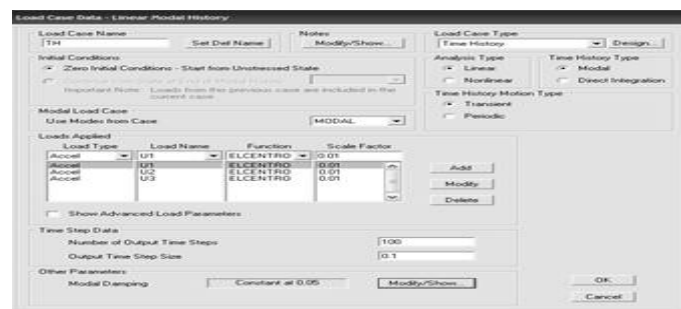 Load Case Data - Linear Modal History
Load Case Name
TH
Set Def Name
Notes
Modify/Show...
Load Case Type
Time History
Design...
Initial Conditions
Zero Initial Conditions - Start from Unstressed State
Important Note: Loads from this previous case are included in the current case
Analysis Type
Linear
Nonlinear
Time History Type
Modal
Direct Integration
Time History Motion Type
Transient
Periodic
Modal Load Case
Use Modes from Case
MODAL
Loads Applied
Load Type Load Name Function Scale Factor
Accel U1 ELCENTRO 0.01
Accel U1 ELCENTRO 0.01
Accel U2 ELCENTRO 0.01
Accel U3 ELCENTRO 0.01
Add
Modify
Delete
Show Advanced Load Parameters
Time Step Data
Number of Output Time Steps 100
Output Time Step Size 0.1
Other Parameters
Modal Damping Constant at 0.05 Modify/Show...
OK
Cancel